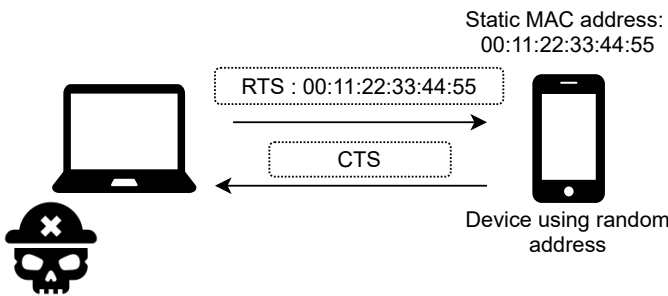 Static MAC address:
00:11:22:33:44:55
RTS : 00:11:22:33:44:55
CTS
Device using random
address